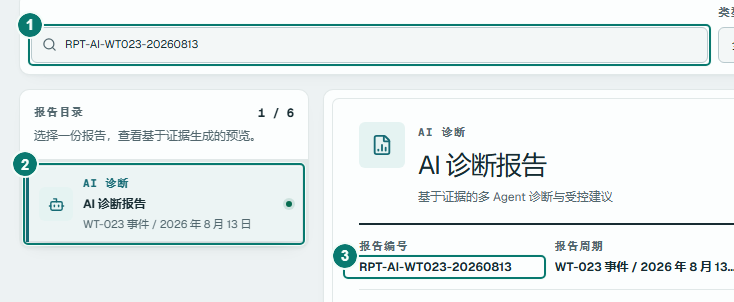 类型
1
RPT-AI-WT023-20260813
报告目录
1 / 6
选择一份报告，查看基于证据生成的预览。
2
AI 诊断
AI 诊断报告
WT-023 事件 / 2026 年 8 月 13 日
AI 诊断
AI 诊断报告
基于证据的多 Agent 诊断与受控建议
报告编号
报告周期
3
RPT-AI-WT023-20260813
WT-023 事件 / 2026 年 8 月 13...